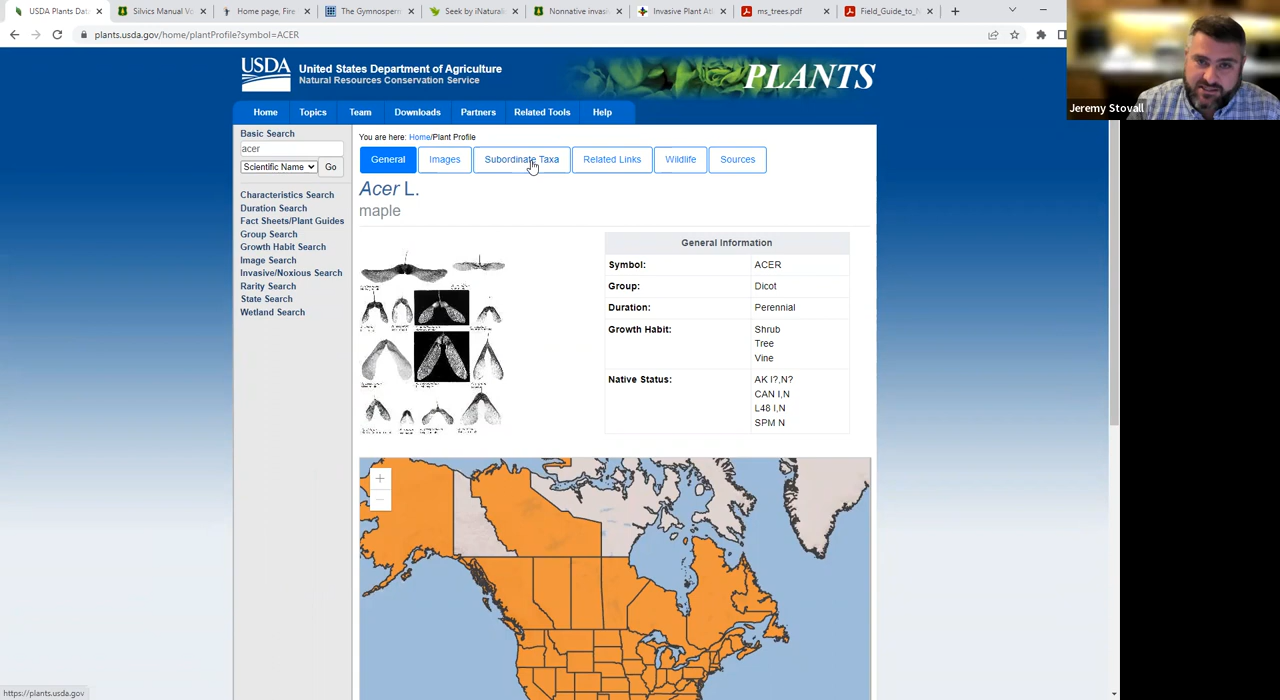 USDA Plants Dat
Silvics Manual Vo
Home page, Fire
The Gymnosperm
Seek by iNatural
Nonnative invasi
Invasive Plant Atl
ms_trees.pdf
Field_Guide_to_N
plants.usda.gov/home/plantProfile?symbol=ACER
Jeremy Stovall
USDA
United States Department of Agriculture
Natural Resources Conservation Service
PLANTS
Home
Topics
Team
Downloads
Partners
Related Tools
Help
Basic Search
acer
Scientific Name
Go
Characteristics Search
Duration Search
Fact Sheets/Plant Guides
Group Search
Growth Habit Search
Image Search
Invasive/Noxious Search
Rarity Search
State Search
Wetland Search
You are here: Home/Plant Profile
General
Images
Subordinate Taxa
Related Links
Wildlife
Sources
Acer L.
maple
General Information
Symbol: ACER
Group: Dicot
Duration: Perennial
Growth Habit: Shrub
Tree
Vine
Native Status: AK I?,N?
CAN I,N
L48 I,N
SPM N
+
−
https://plants.usda.gov